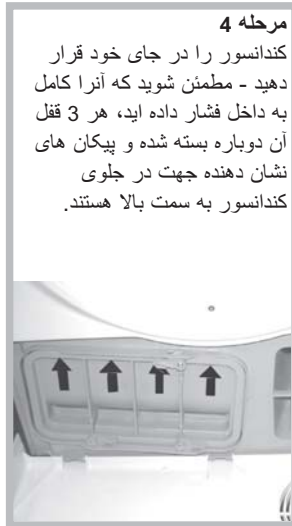 مرحله 4
کندانسور را در جای خود قرار
دهید - مطمئن شوید که آنرا کامل
به داخل فشار داده اید، هر 3 قفل
آن دوباره بسته شده و پیکان های
نشان دهنده جهت در جلوی
کندانسور به سمت بالا هستند.